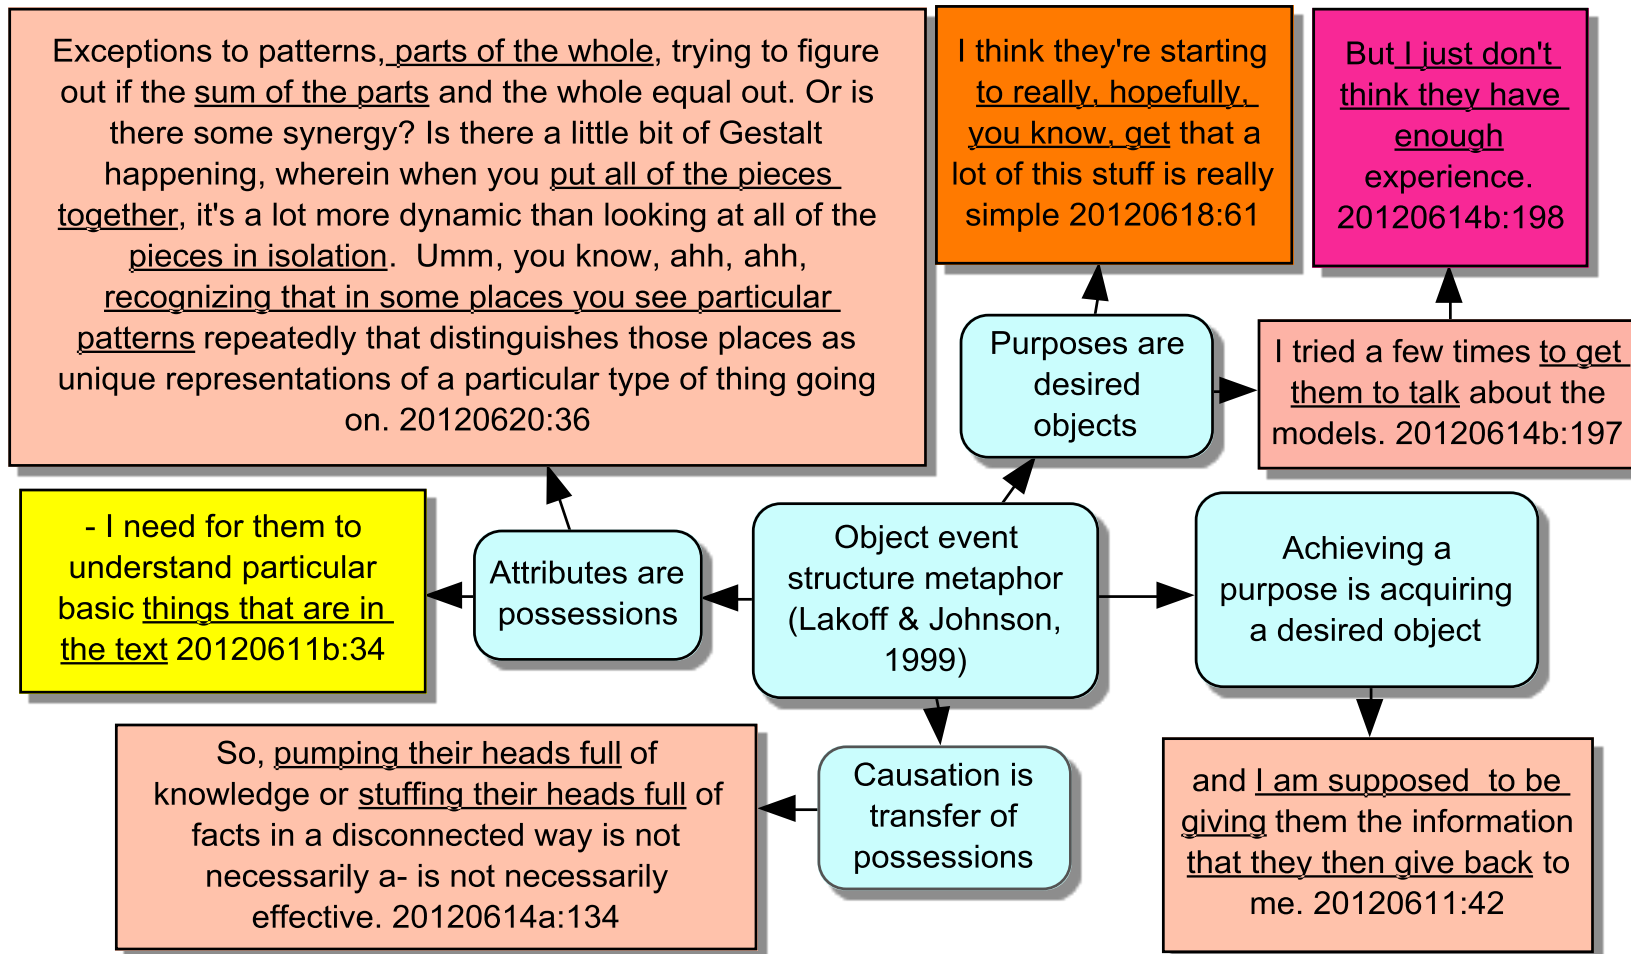 Exceptions to patterns, parts of the whole, trying to figure
out if the sum of the parts and the whole equal out. Or is
there some synergy? Is there a little bit of Gestalt
happening, wherein when you put all of the pieces
together, it's a lot more dynamic than looking at all of the
pieces in isolation.  Umm, you know, ahh, ahh,
recognizing that in some places you see particular
patterns repeatedly that distinguishes those places as
unique representations of a particular type of thing going
on. 20120620:36
I think they're starting
to really, hopefully,
you know, get that a
lot of this stuff is really
simple 20120618:61
But I just don't
think they have
enough
experience.
20120614b:198
Purposes are
desired
objects
I tried a few times to get
them to talk about the
models. 20120614b:197
- I need for them to
understand particular
basic things that are in
the text 20120611b:34
Attributes are
possessions
Object event
structure metaphor
(Lakoff & Johnson,
1999)
Achieving a
purpose is acquiring
a desired object
So, pumping their heads full of
knowledge or stuffing their heads full of
facts in a disconnected way is not
necessarily a- is not necessarily
effective. 20120614a:134
Causation is
transfer of
possessions
and I am supposed  to be
giving them the information
that they then give back to
me. 20120611:42